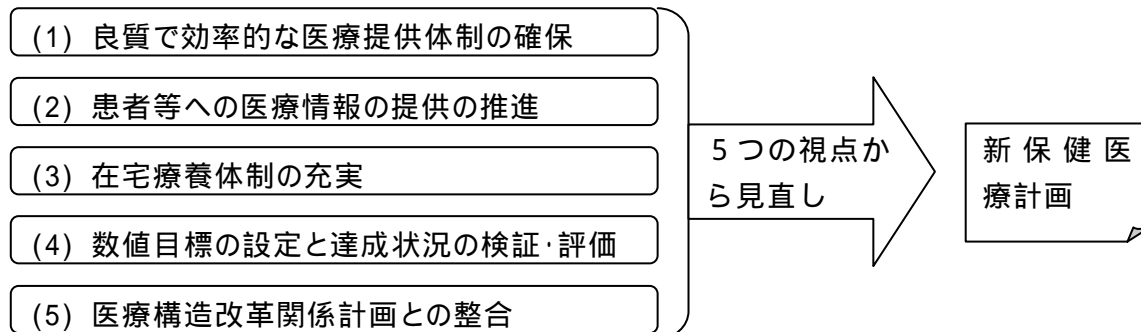 (1) 良質で効率的な医療提供体制の確保
(2) 患者等への医療情報の提供の推進
(3) 在宅療養体制の充実
(4) 数値目標の設定と達成状況の検証･評価
(5) 医療構造改革関係計画との整合
５つの視点か
ら見直し
新保健医
療計画